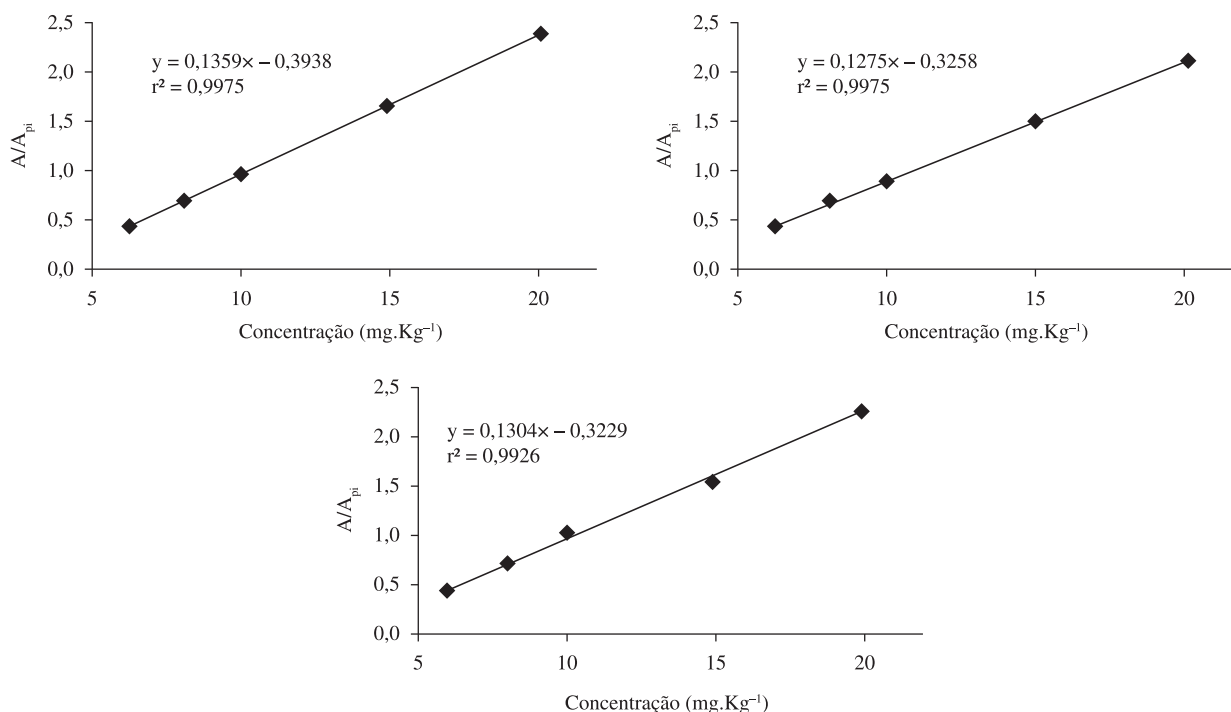 2,5
y = 0,1359× – 0,3938
r² = 0,9975
2,0
1,5
A/A_pi
1,0
0,5
0,0
5 10 15 20
Concentração (mg.Kg⁻¹)
2,5
y = 0,1275× – 0,3258
r² = 0,9975
2,0
1,5
A/A_pi
1,0
0,5
0,0
5 10 15 20
Concentração (mg.Kg⁻¹)
2,5
y = 0,1304× – 0,3229
r² = 0,9926
2,0
1,5
A/A_pi
1,0
0,5
0,0
5 10 15 20
Concentração (mg.Kg⁻¹)